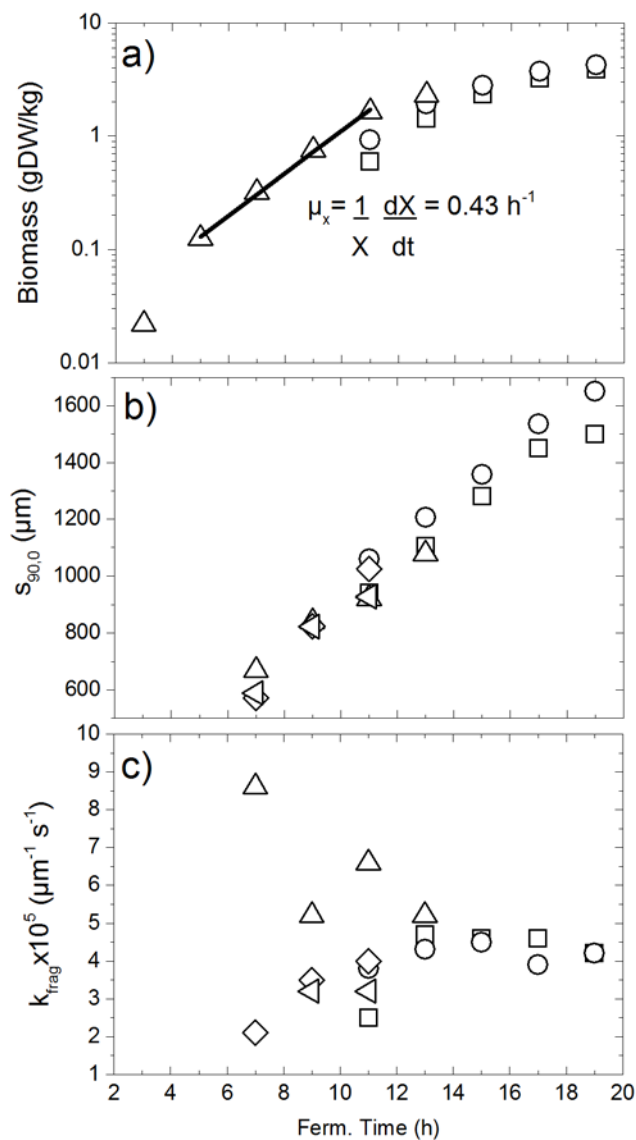 a)
Biomass (gDW/kg)
10
1
0.1
0.01
μₓ= 1 dX = 0.43 h⁻¹
X dt
b)
s₉₀,₀ (μm)
1600
1400
1200
1000
800
600
c)
k_frag x10⁵ (μm⁻¹ s⁻¹)
10
9
8
7
6
5
4
3
2
1
2 4 6 8 10 12 14 16 18 20
Ferm. Time (h)